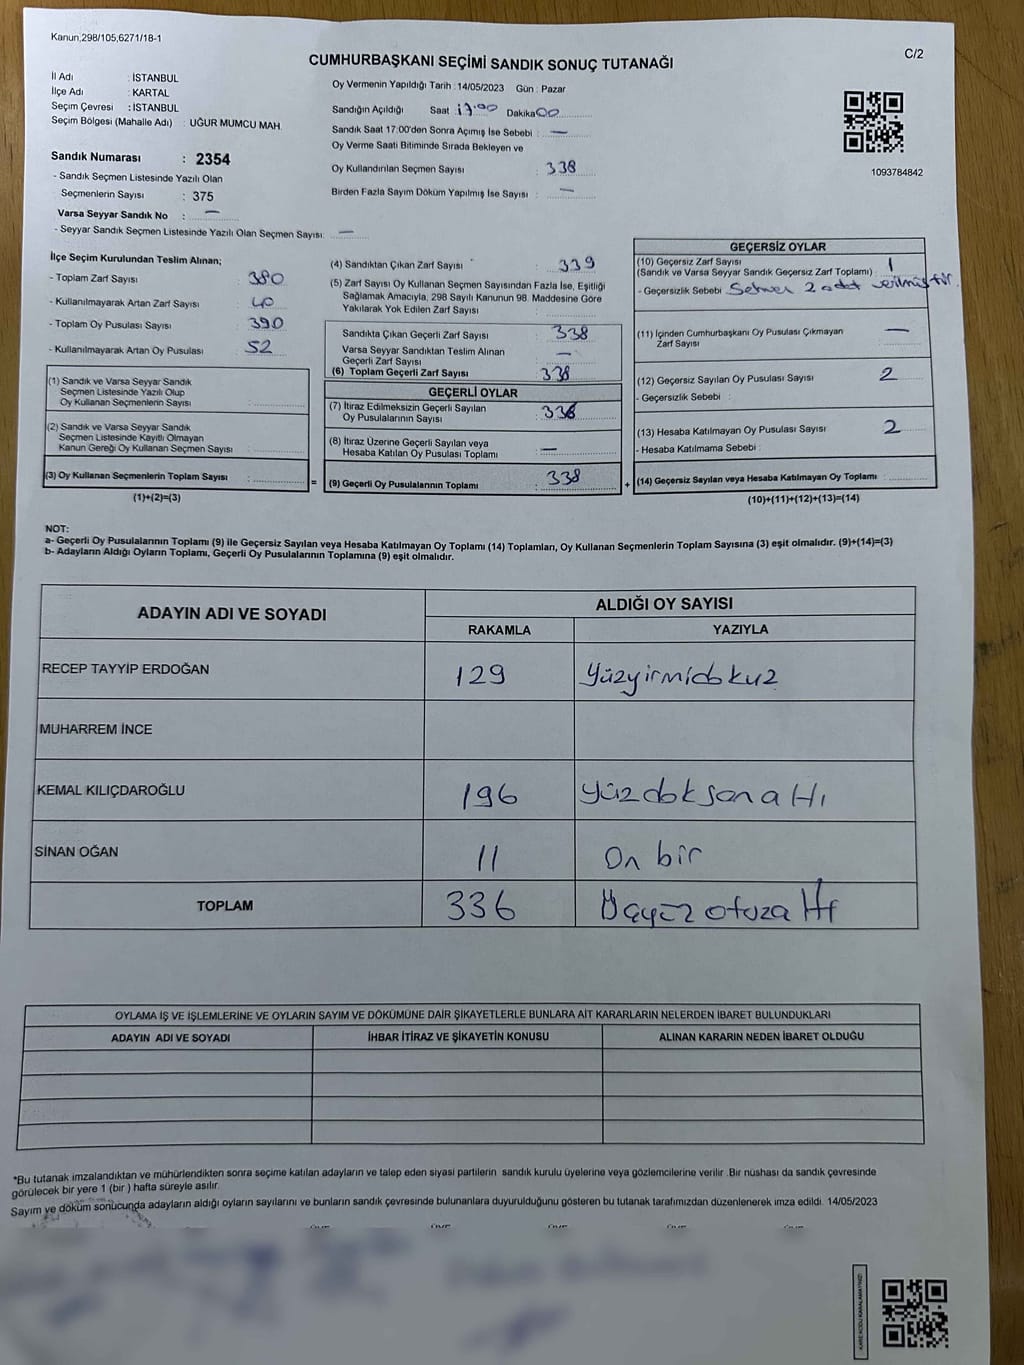 Kanun,298/105,6271/18-1
C/2
CUMHURBAŞKANI SEÇİMİ SANDIK SONUÇ TUTANAĞI
İl Adı : İSTANBUL
İlçe Adı : KARTAL
Seçim Çevresi : İSTANBUL
Seçim Bölgesi (Mahalle Adı) : UĞUR MUMCU MAH.
Sandık Numarası : 2354
- Sandık Seçmen Listesinde Yazılı Olan
Seçmenlerin Sayısı : 375
Varsa Seyyar Sandık No : —
- Seyyar Sandık Seçmen Listesinde Yazılı Olan Seçmen Sayısı: —
Oy Vermenin Yapıldığı Tarih :14/05/2023 Gün : Pazar
Sandığın Açıldığı Saat 17:00 Dakika 00
Sandık Saat 17:00'den Sonra Açımış İse Sebebi : —
Oy Verme Saati Bitiminde Sırada Bekleyen ve
Oy Kullandırılan Seçmen Sayısı : 338
Birden Fazla Sayım Döküm Yapılmış İse Sayısı : —
1093784842
İlçe Seçim Kurulundan Teslim Alınan;
- Toplam Zarf Sayısı : 380
- Kullanılmayarak Artan Zarf Sayısı : 40
- Toplam Oy Pusulası Sayısı : 390
- Kullanılmayarak Artan Oy Pusulası : 52
(1) Sandık ve Varsa Seyyar Sandık
Seçmen Listesinde Yazılı Olup
Oy Kullanan Seçmenlerin Sayısı :
(2) Sandık ve Varsa Seyyar Sandık
Seçmen Listesinde Kayıtlı Olmayan
Kanun Gereği Oy Kullanan Seçmen Sayısı :
(3) Oy Kullanan Seçmenlerin Toplam Sayısı :
(1)+(2)=(3)
=
(4) Sandıktan Çıkan Zarf Sayısı : 339
(5) Zarf Sayısı Oy Kullanan Seçmen Sayısından Fazla İse, Eşitliği
Sağlamak Amacıyla, 298 Sayılı Kanunun 98. Maddesine Göre
Yakılarak Yok Edilen Zarf Sayısı :
Sandıkta Çıkan Geçerli Zarf Sayısı : 338
Varsa Seyyar Sandıktan Teslim Alınan
Geçerli Zarf Sayısı : —
(6) Toplam Geçerli Zarf Sayısı : 338
GEÇERLİ OYLAR
(7) İtiraz Edilmeksizin Geçerli Sayılan
Oy Pusulalarının Sayısı : 336
(8) İtiraz Üzerine Geçerli Sayılan veya
Hesaba Katılan Oy Pusulası Toplamı : —
(9) Geçerli Oy Pusulalarının Toplamı : 338
+
GEÇERSİZ OYLAR
(10) Geçersiz Zarf Sayısı : 1
(Sandık ve Varsa Seyyar Sandık Geçersiz Zarf Toplamı)
- Geçersizlik Sebebi : 2 adet verilmiştir.
(11) İçinden Cumhurbaşkanı Oy Pusulası Çıkmayan
Zarf Sayısı : —
(12) Geçersiz Sayılan Oy Pusulası Sayısı : 2
- Geçersizlik Sebebi :
(13) Hesaba Katılmayan Oy Pusulası Sayısı : 2
- Hesaba Katılmama Sebebi :
(14) Geçersiz Sayılan veya Hesaba Katılmayan Oy Toplamı :
(10)+(11)+(12)+(13)=(14)
NOT:
a- Geçerli Oy Pusulalarının Toplamı (9) ile Geçersiz Sayılan veya Hesaba Katılmayan Oy Toplamı (14) Toplamları, Oy Kullanan Seçmenlerin Toplam Sayısına (3) eşit olmalıdır. (9)+(14)=(3)
b- Adayların Aldığı Oyların Toplamı, Geçerli Oy Pusulalarının Toplamına (9) eşit olmalıdır.
ADAYIN ADI VE SOYADI
ALDIĞI OY SAYISI
RAKAMLA YAZIYLA
RECEP TAYYİP ERDOĞAN 129 Yüzyirmidokuz
MUHARREM İNCE
KEMAL KILIÇDAROĞLU 196 Yüzdoksanaltı
SİNAN OĞAN 11 On bir
TOPLAM 336 Üçyüz otuzaltı
OYLAMA İŞ VE İŞLEMLERİNE VE OYLARIN SAYIM VE DÖKÜMÜNE DAİR ŞİKAYETLERLE BUNLARA AİT KARARLARIN NELERDEN İBARET BULUNDUKLARI
ADAYIN ADI VE SOYADI İHBAR İTİRAZ VE ŞİKAYETİN KONUSU ALINAN KARARIN NEDEN İBARET OLDUĞU
*Bu tutanak imzalandıktan ve mühürlendikten sonra seçime katılan adayların ve talep eden siyasi partilerin sandık kurulu üyelerine veya gözlemcilerine verilir .Bir nüshası da sandık çevresinde
görülecek bir yere 1 (bir ) hafta süreyle asılır.
Sayım ve döküm sonucunda adayların aldığı oyların sayılarını ve bunların sandık çevresinde bulunanlara duyurulduğunu gösteren bu tutanak tarafımızdan düzenlenerek imza edildi. 14/05/2023
KARE KODU KARALAMAYINIZ!